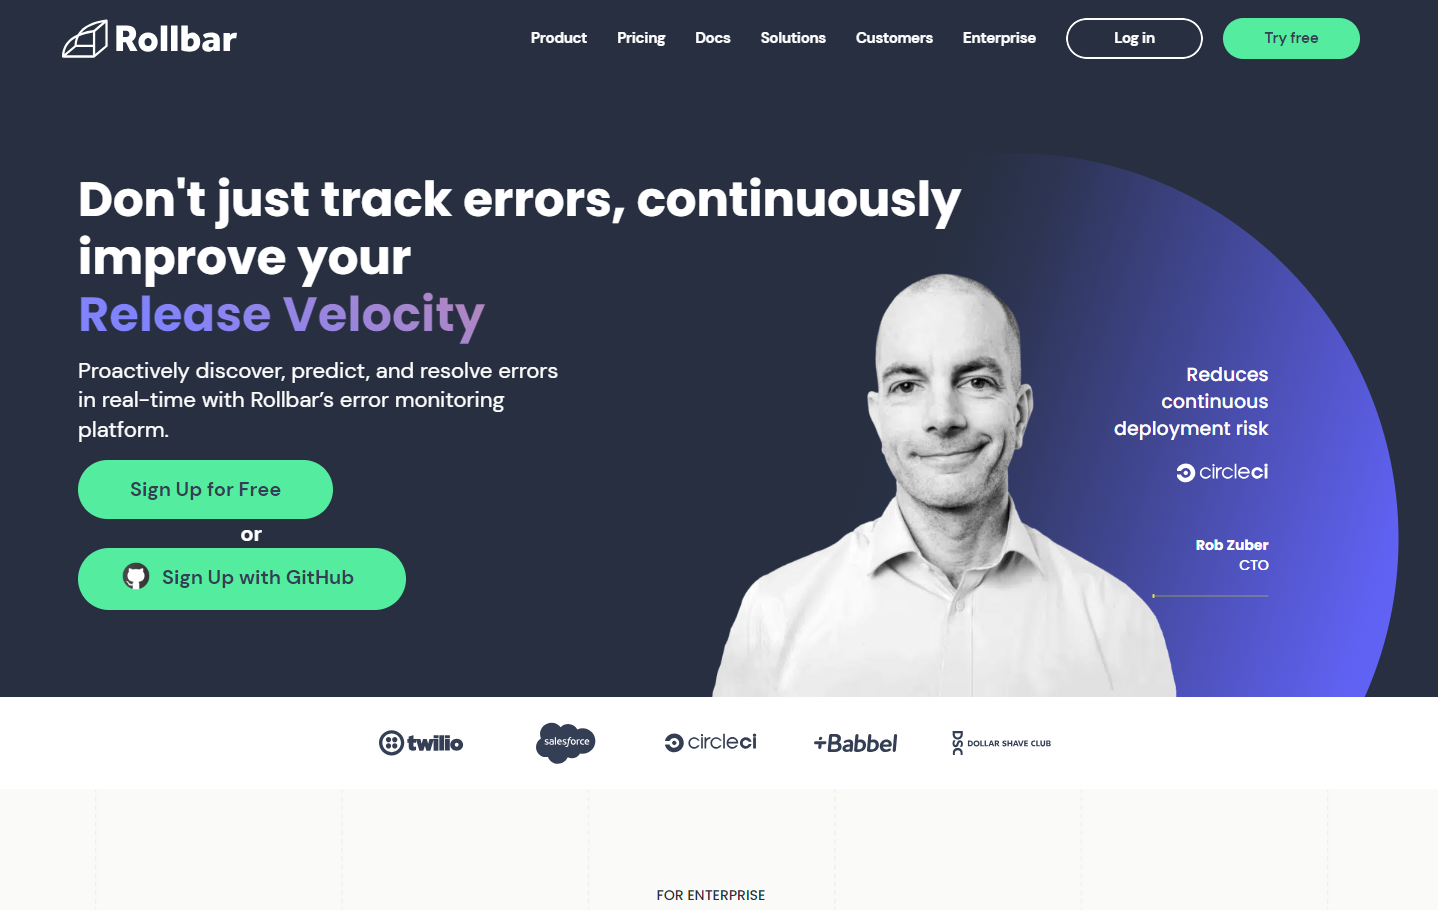 Rollbar
Product Pricing Docs Solutions Customers Enterprise Log in Try free
Don't just track errors, continuously
improve your
Release Velocity
Proactively discover, predict, and resolve errors
in real-time with Rollbar’s error monitoring
platform.
Sign Up for Free
or
Sign Up with GitHub
Reduces
continuous
deployment risk
circleci
Rob Zuber
CTO
twilio
salesforce
circleci
+Babbel
DSC DOLLAR SHAVE CLUB
FOR ENTERPRISE